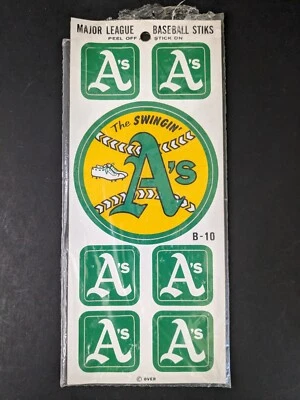 MAJOR LEAGUE BASEBALL STIKS
PEEL OFF STICK ON
A's A's
The SWINGIN'
A's
B-10
A's A's
A's A's